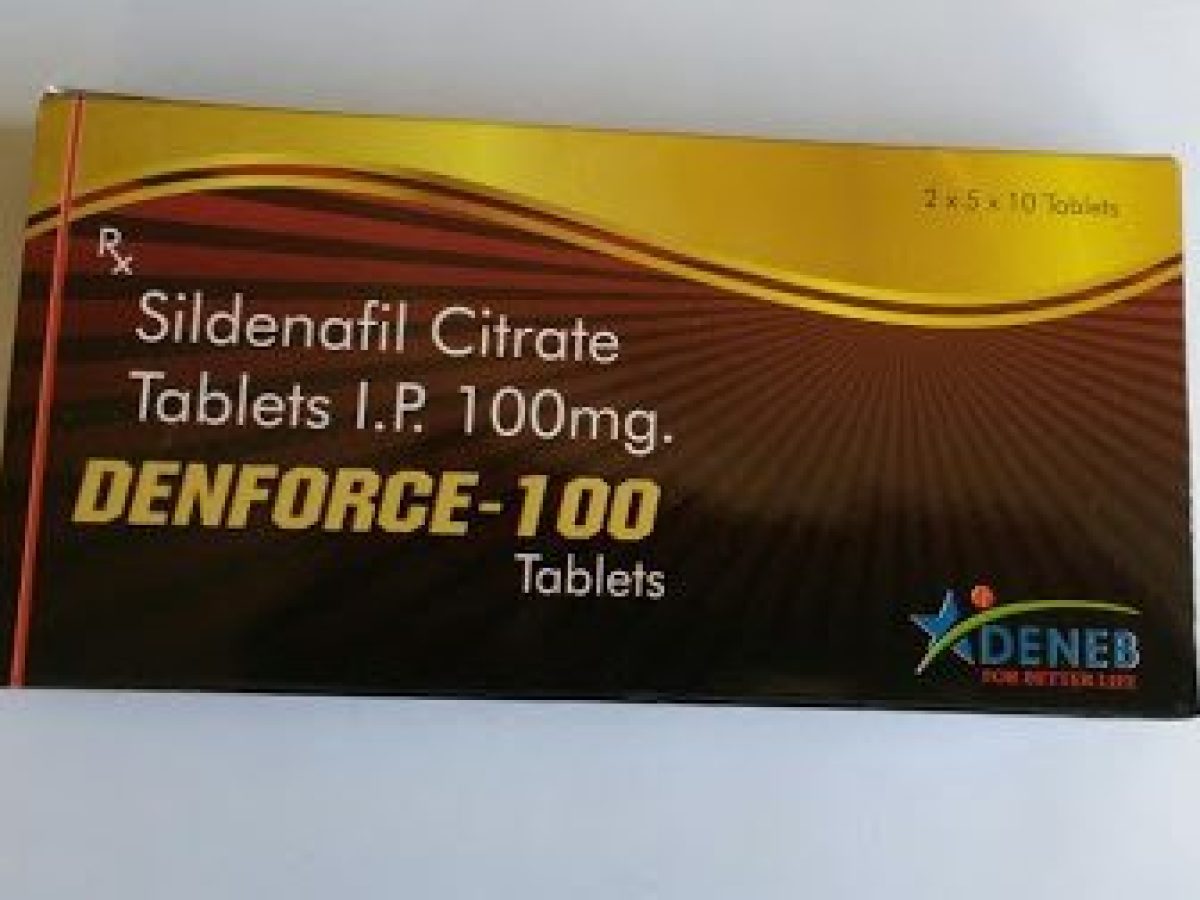 2 x 5 x 10 Tablets
Rx
Sildenafil Citrate
Tablets I.P. 100mg.
DENFORCE-100
Tablets
DENEB
FOR BETTER LIFE